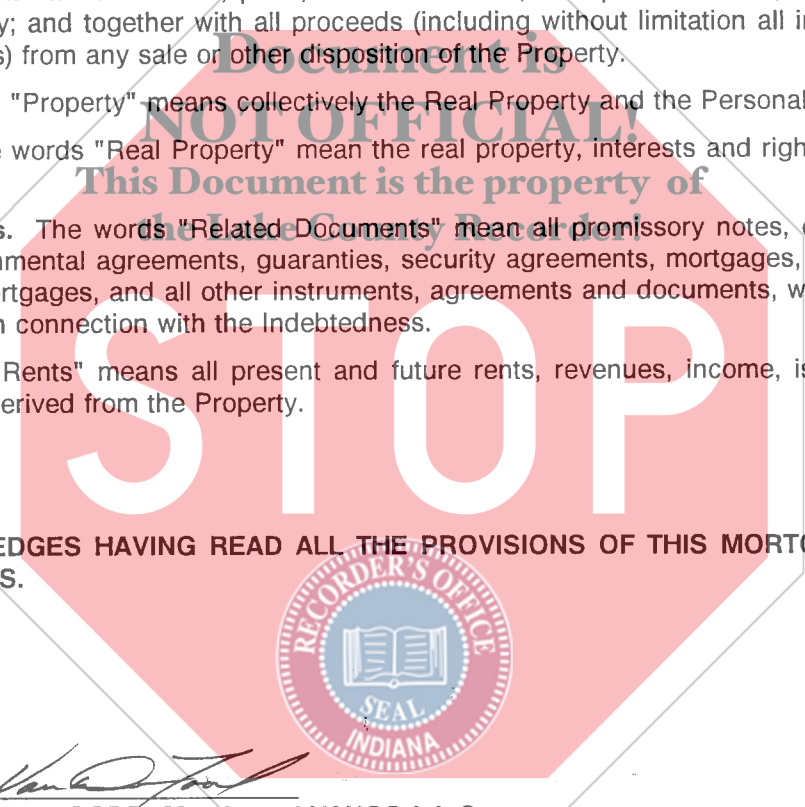 y; and together with all proceeds (including without limitation all in
s) from any sale or other disposition of the Property.
Document is
"Property" means collectively the Real Property and the Personal
NOT OFFICIAL!
words "Real Property" mean the real property, interests and righ
This Document is the property of
s. The words "Related Documents" mean all promissory notes,
the Lake County Recorder!
nmental agreements, guaranties, security agreements, mortgages,
rtgages, and all other instruments, agreements and documents, w
n connection with the Indebtedness.
Rents" means all present and future rents, revenues, income, is
erived from the Property.
STOP
EDGES HAVING READ ALL THE PROVISIONS OF THIS MORTG
S.
RECORDER'S OFFICE
SEAL
INDIANA